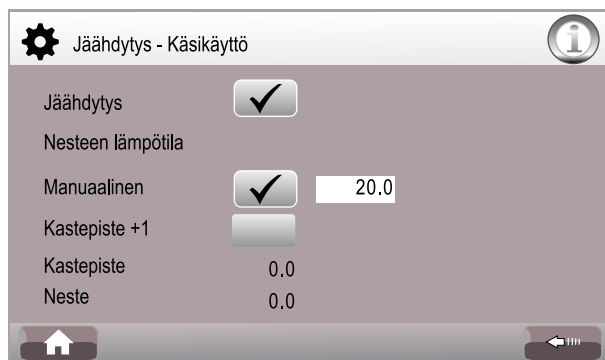 Jäähdytys - Käsikäyttö
Jäähdytys
Nesteen lämpötila
Manuaalinen 20.0
Kastepiste +1
Kastepiste 0.0
Neste 0.0